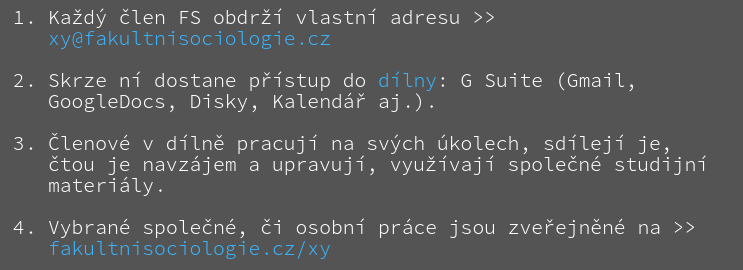 1. Každý člen FS obdrží vlastní adresu >>
xy@fakultnisociologie.cz
2. Skrze ní dostane přístup do dílny: G Suite (Gmail,
GoogleDocs, Disky, Kalendář aj.).
3. Členové v dílně pracují na svých úkolech, sdílejí je,
čtou je navzájem a upravují, využívají společné studijní
materiály.
4. Vybrané společné, či osobní práce jsou zveřejněné na >>
fakultnisociologie.cz/xy